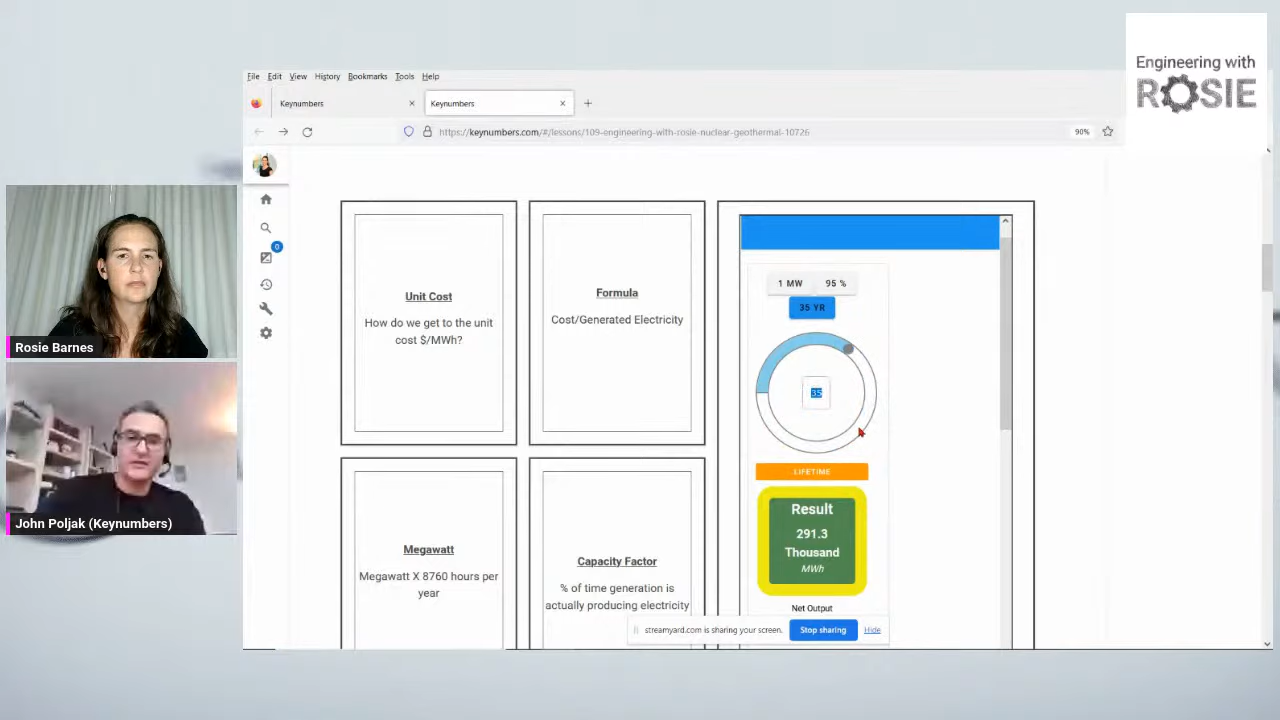 Engineering with
ROSIE
File Edit View History Bookmarks Tools Help
Keynumbers
Keynumbers
https://keynumbers.com/#/lessons/109-engineering-with-rosie-nuclear-geothermal-10726
90%
0
Unit Cost
How do we get to the unit
cost $/MWh?
Formula
Cost/Generated Electricity
1 MW 95 %
35 YR
35
LIFETIME
Result
291.3
Thousand
MWh
Net Output
Megawatt
Megawatt X 8760 hours per
year
Capacity Factor
% of time generation is
actually producing electricity
streamyard.com is sharing your screen.
Stop sharing
Hide
Rosie Barnes
John Poljak (Keynumbers)